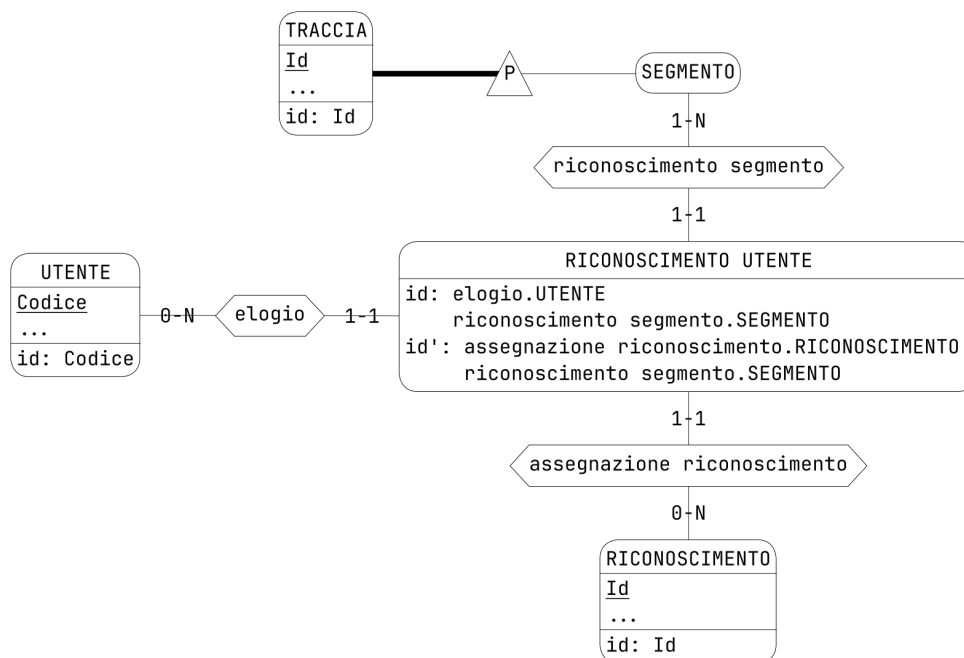 TRACCIA
Id
...
id: Id
P
SEGMENTO
1-N
riconoscimento segmento
1-1
UTENTE
Codice
...
id: Codice
0-N
elogio
1-1
RICONOSCIMENTO UTENTE
id: elogio.UTENTE
riconoscimento segmento.SEGMENTO
id': assegnazione riconoscimento.RICONOSCIMENTO
riconoscimento segmento.SEGMENTO
1-1
assegnazione riconoscimento
0-N
RICONOSCIMENTO
Id
...
id: Id